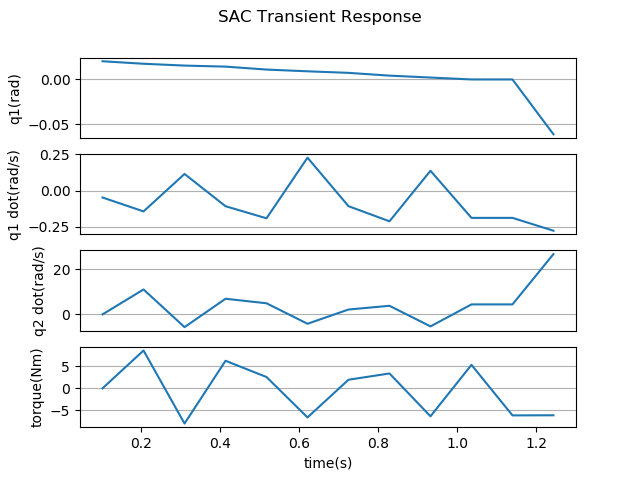 SAC Transient Response
q1(rad)
0.00
−0.05
q1 dot(rad/s)
0.25
0.00
−0.25
q2 dot(rad/s)
20
0
torque(Nm)
5
0
−5
0.2 0.4 0.6 0.8 1.0 1.2
time(s)